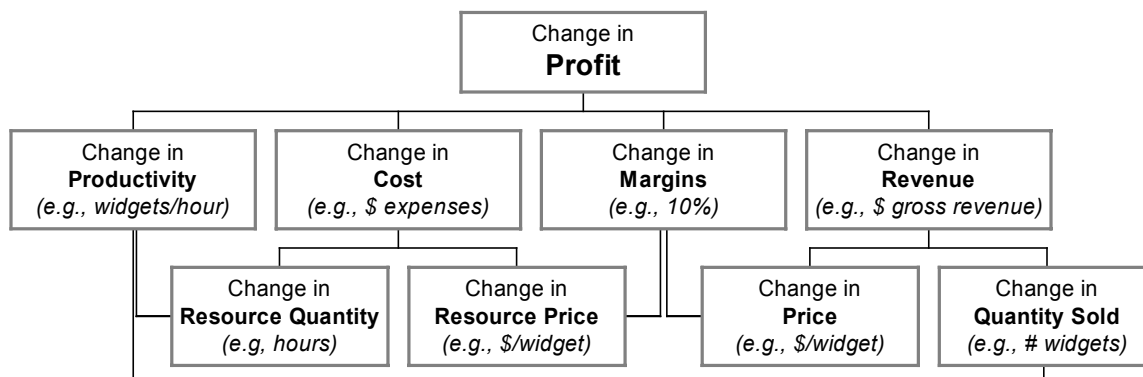 Change in
Profit
Change in
Productivity
(e.g., widgets/hour)
Change in
Cost
(e.g., $ expenses)
Change in
Margins
(e.g., 10%)
Change in
Revenue
(e.g., $ gross revenue)
Change in
Resource Quantity
(e.g, hours)
Change in
Resource Price
(e.g., $/widget)
Change in
Price
(e.g., $/widget)
Change in
Quantity Sold
(e.g., # widgets)